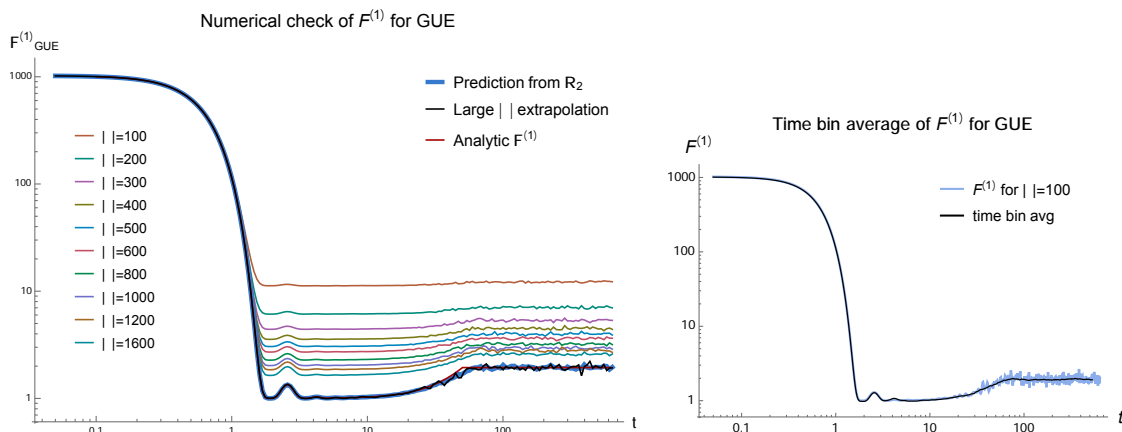 Numerical check of F⁽¹⁾ for GUE
F⁽¹⁾GUE
1000
100
10
1
0.1
1
10
100
t
Prediction from R₂
Large | | extrapolation
Analytic F⁽¹⁾
| |=100
| |=200
| |=300
| |=400
| |=500
| |=600
| |=800
| |=1000
| |=1200
| |=1600
Time bin average of F⁽¹⁾ for GUE
F⁽¹⁾
1000
100
10
1
0.1
1
10
100
t
F⁽¹⁾ for | |=100
time bin avg